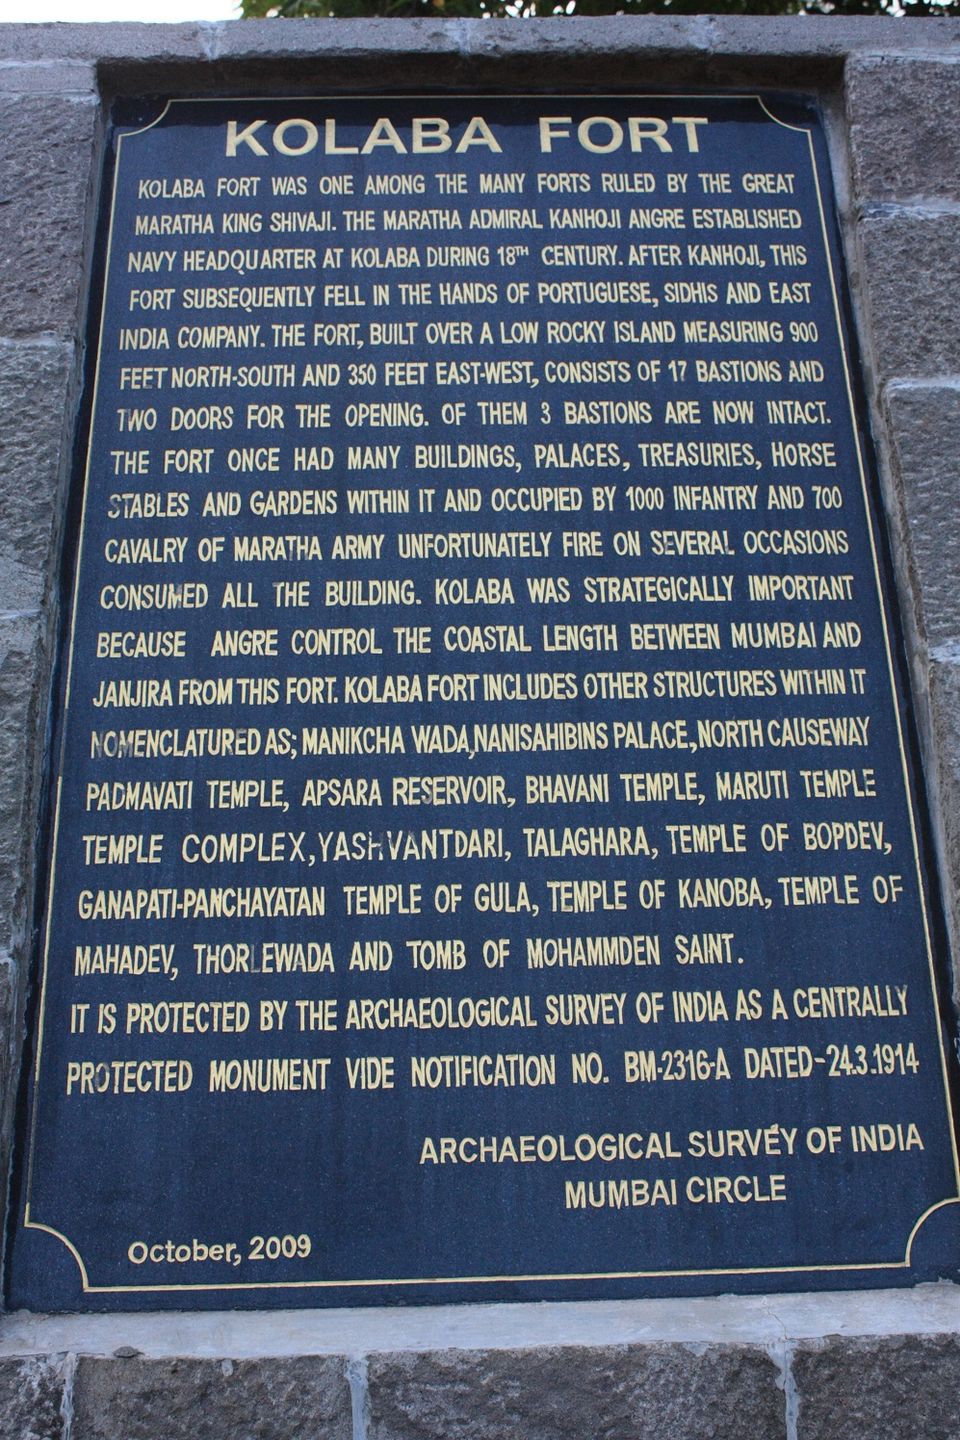 KOLABA FORT
KOLABA FORT WAS ONE AMONG THE MANY FORTS RULED BY THE GREAT
MARATHA KING SHIVAJI. THE MARATHA ADMIRAL KANHOJI ANGRE ESTABLISHED
NAVY HEADQUARTER AT KOLABA DURING 18TH CENTURY. AFTER KANHOJI, THIS
FORT SUBSEQUENTLY FELL IN THE HANDS OF PORTUGUESE, SIDHIS AND EAST
INDIA COMPANY. THE FORT, BUILT OVER A LOW ROCKY ISLAND MEASURING 900
FEET NORTH-SOUTH AND 350 FEET EAST-WEST, CONSISTS OF 17 BASTIONS AND
TWO DOORS FOR THE OPENING. OF THEM 3 BASTIONS ARE NOW INTACT.
THE FORT ONCE HAD MANY BUILDINGS, PALACES, TREASURIES, HORSE
STABLES AND GARDENS WITHIN IT AND OCCUPIED BY 1000 INFANTRY AND 700
CAVALRY OF MARATHA ARMY UNFORTUNATELY FIRE ON SEVERAL OCCASIONS
CONSUMED ALL THE BUILDING. KOLABA WAS STRATEGICALLY IMPORTANT
BECAUSE ANGRE CONTROL THE COASTAL LENGTH BETWEEN MUMBAI AND
JANJIRA FROM THIS FORT. KOLABA FORT INCLUDES OTHER STRUCTURES WITHIN IT
NOMENCLATURED AS; MANIKCHA WADA,NANISAHIBINS PALACE,NORTH CAUSEWAY
PADMAVATI TEMPLE, APSARA RESERVOIR, BHAVANI TEMPLE, MARUTI TEMPLE
TEMPLE COMPLEX,YASHVANTDARI, TALAGHARA, TEMPLE OF BOPDEV,
GANAPATI-PANCHAYATAN TEMPLE OF GULA, TEMPLE OF KANOBA, TEMPLE OF
MAHADEV, THORLEWADA AND TOMB OF MOHAMMDEN SAINT.
IT IS PROTECTED BY THE ARCHAEOLOGICAL SURVEY OF INDIA AS A CENTRALLY
PROTECTED MONUMENT VIDE NOTIFICATION NO. BM-2316-A DATED-24.3.1914
ARCHAEOLOGICAL SURVEY OF INDIA
MUMBAI CIRCLE
October, 2009